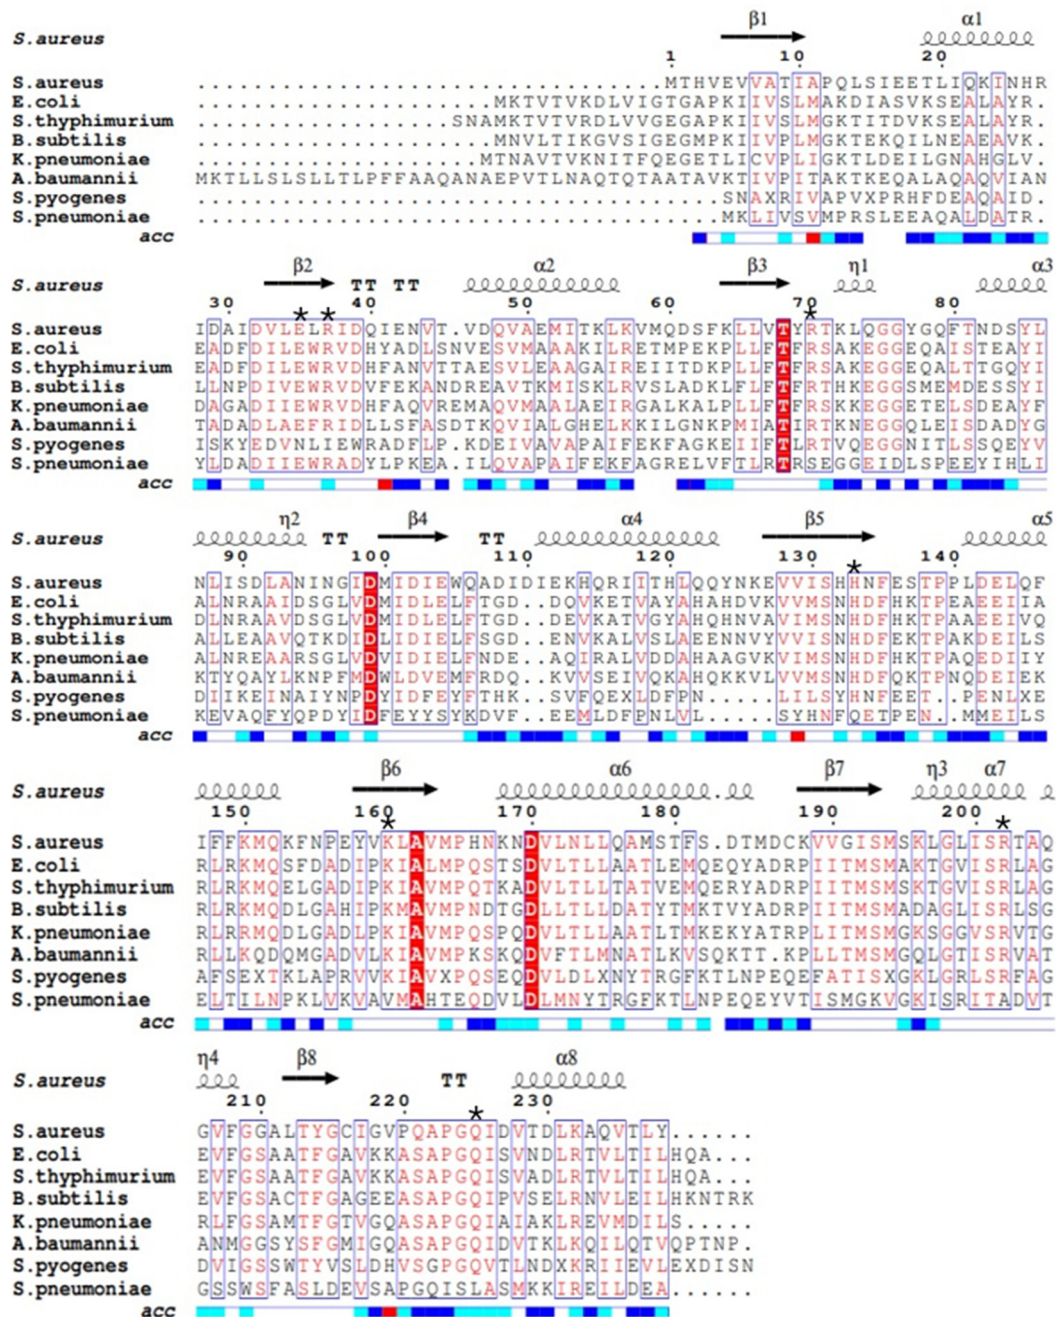 β1 α1
S.aureus
1 10 20
S.aureus ...............................MTHVEVVATIAPQLSIEETLIQKINHR
E.coli .....................MKTVTVKDLVIGTGAPKIIVSLMAKDIASVKSEALAYR.
S.thyphimurium ..................SNAMKTVTVRDLVVGEGAPKIIVSLMGKTITDVKSEALAYR.
B.subtilis .....................MNVLTIKGVSIGEGMPKIIVPLMGKTEKQILNEAEAVK.
K.pneumoniae ....................MTNAVTVKNITFQEGETLICVPLIGKTLDEILGNAHGLV.
A.baumannii MKTLLSLSLLTLPFFAAQANAEPVTLNAQTQTAATAVKTIVPITAKTKEQALAQAQVIAN
S.pyogenes .....................................SNAXRIVAPVXPRHFDEAQAID.
S.pneumoniae .....................................MKLIVSVMPRSLEEAQALDATR.
acc
β2 TT TT α2 β3 η1 α3
S.aureus
30 40 50 60 70 80
S.aureus IDAIDVLELRIDQIENVT.VDQVAEMITKLKVMQDSFKLLVTYRTKLQGGYGQFTNDSYL
E.coli EADFDILEWRVDHYADLSNVESVMAAAKILRETMPEKPLLFTFRSAKEGGEQAISTEAYI
S.thyphimurium EADFDILEWRVDHFANVTTAESVLEAAGAIREIITDKPLLFTFRSAKEGGEQALTTGQYI
B.subtilis LLNPDIVEWRVDVFEKANDREAVTKMISKLRVSLADKLFLFTFRTHKEGGSMEMDESSYI
K.pneumoniae DAGADIIEWRVDHFAQVREMAQVMAALAEIRGALKALPLLFTFRSKKEGGETELSDEAYF
A.baumannii TADADLAEFRIDLLSFASDTKQVIALGHELKKILGNKPMIATIRTKNEGGQLEISDADYG
S.pyogenes ISKYEDVNLIEWRADFLP.KDEIVAVAPAIFEKFAGKEIIFTLRTVQEGGNITLSSQEYV
S.pneumoniae YLDADIIEWRADYLPKEA.ILQVAPAIFEKFAGRELVFTLRTRSEGGEIDLSPEEYIHLI
acc
η2 TT β4 TT α4 β5 α5
S.aureus
90 100 110 120 130 140
S.aureus NLISDLANINGIDMIDIEWQADIDIEKHQRIITHLQQYNKEVVISHHNFESTPPLDELQF
E.coli ALNRAAIDSGLVDMIDLELFTGD..DQVKETVAYAHAHDVKVVMSNHDFHKTPEAEEIIA
S.thyphimurium DLNRAAVDSGLVDMIDLELFTGD..DEVKATVGYAHQHNVAVIMSNHDFHKTPAAEEIVQ
B.subtilis ALLEAAVQTKDIDLIDIELFSGD..ENVKALVSLAEENNVYVVISNHDFEKTPAKDEILS
K.pneumoniae ALNREAARSGLVDVIDIELFNDE..AQIRALVDDAHAAGVKVIMSNHDFHKTPAQEDIIY
A.baumannii KTYQAYLKNPFMDWLDVEMFRDQ..KVVSEIVKAAHQKKVLVVMSNHDFQKTPNQDEIEK
S.pyogenes DIIKEINAIYNPDYIDFEYFTHK..SVFQEXLDFPN......LILSYHNFEET..PENLXE
S.pneumoniae KEVAQFYQPDYIDFEYYSYKDVF..EEMLDFPNLVL......SYHNFQETPEN..MMEILS
acc
β6 α6 β7 η3 α7
S.aureus
150 160 170 180 190 200
S.aureus IFFKMQKFNPEYVKLAVMPHNKNDVLNLLQAMSTFS.DTMDCKVVGISMSKLGLISRTAQ
E.coli RLRKMQSFDADIPKIALMPQSTSDVLTLLAATLEMQEQYADRPIITMSMAKTGVISRLAG
S.thyphimurium RLRKMQELGADIPKIAVMPQTKADVLTLLTATVEMQERYADRPIITMSMSKTGVISRLAG
B.subtilis RLRKMQDLGAHIPKMAVMPNDTGDLLTLLDATYTMKTVYADRPIITMSMADAGLISRLSG
K.pneumoniae RLRRMQDLGADLPKIAVMPQSPQDVLTLLAATLTMKEKYATRPLITMSMGKSGGVSRVTG
A.baumannii RLLKQDQMGADVLKIAVMPKSKQDVFTLMNATLKVSQKTT.KPLLTMSMGQLGTISRVAT
S.pyogenes AFSEXTKLAPRVVKIAVXPQSEQDVLDLXNYTRGFKTLNPEQEFATISXGKLGRLSRFAG
S.pneumoniae ELTILNPKLVKVAVMAHTEQDVLDLMNYTRGFKTLNPEQEYVTISMGKVGKISRITADVT
acc
η4 β8 TT α8
S.aureus
210 220 230
S.aureus GVFGGALTYGCIGVPQAPGQIDVTDLKAQVTLY......
E.coli EVFGSAATFGAVKKASAPGQISVNDLRTVLTILHQA...
S.thyphimurium EVFGSAATFGAVKKASAPGQISVADLRTVLTILHQA...
B.subtilis EVFGSACTFGAGEEASAPGQIPVSELRNVLEILHKNTRK
K.pneumoniae RLFGSAMTFGTVGQASAPGQIAIAKLREVMDILS.....
A.baumannii ANMGGSYSFGMIGQASAPGQIDVTKLKQILQTVQPTNP.
S.pyogenes DVIGSSWTYVSLDHVSGPGQVTLNDXKRIIEVLEXDISN
S.pneumoniae GSSWSFASLDEVSAPGQISLASMKKIREILDEA......
acc